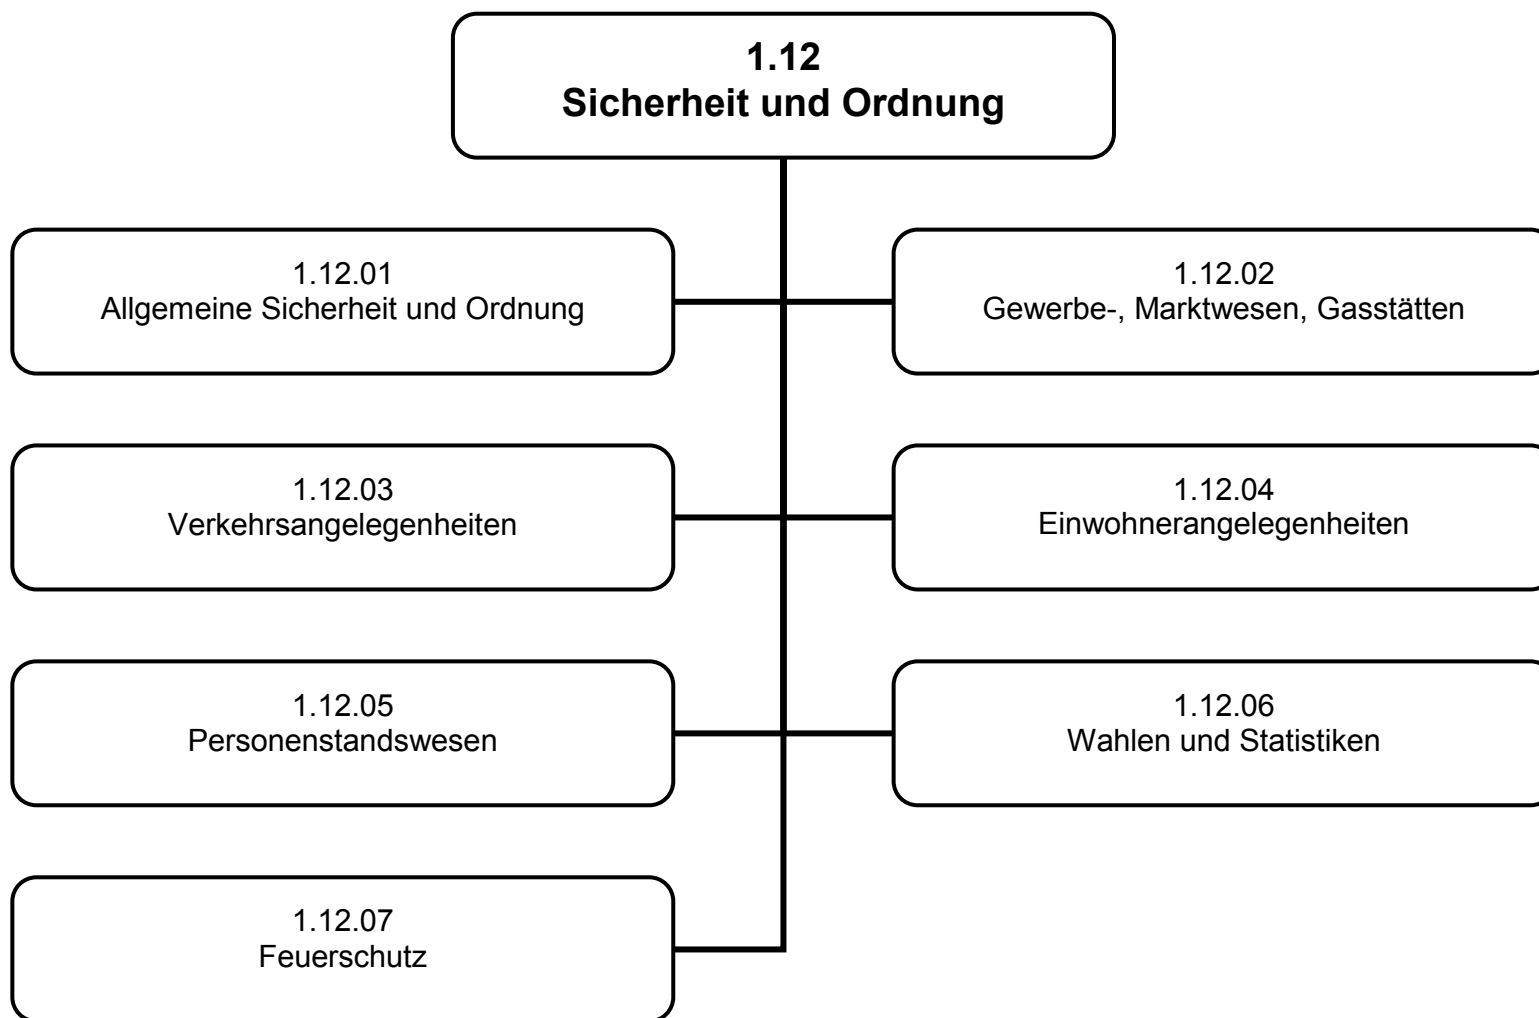 1.12
Sicherheit und Ordnung
1.12.01
Allgemeine Sicherheit und Ordnung
1.12.02
Gewerbe-, Marktwesen, Gasstätten
1.12.03
Verkehrsangelegenheiten
1.12.04
Einwohnerangelegenheiten
1.12.05
Personenstandswesen
1.12.06
Wahlen und Statistiken
1.12.07
Feuerschutz